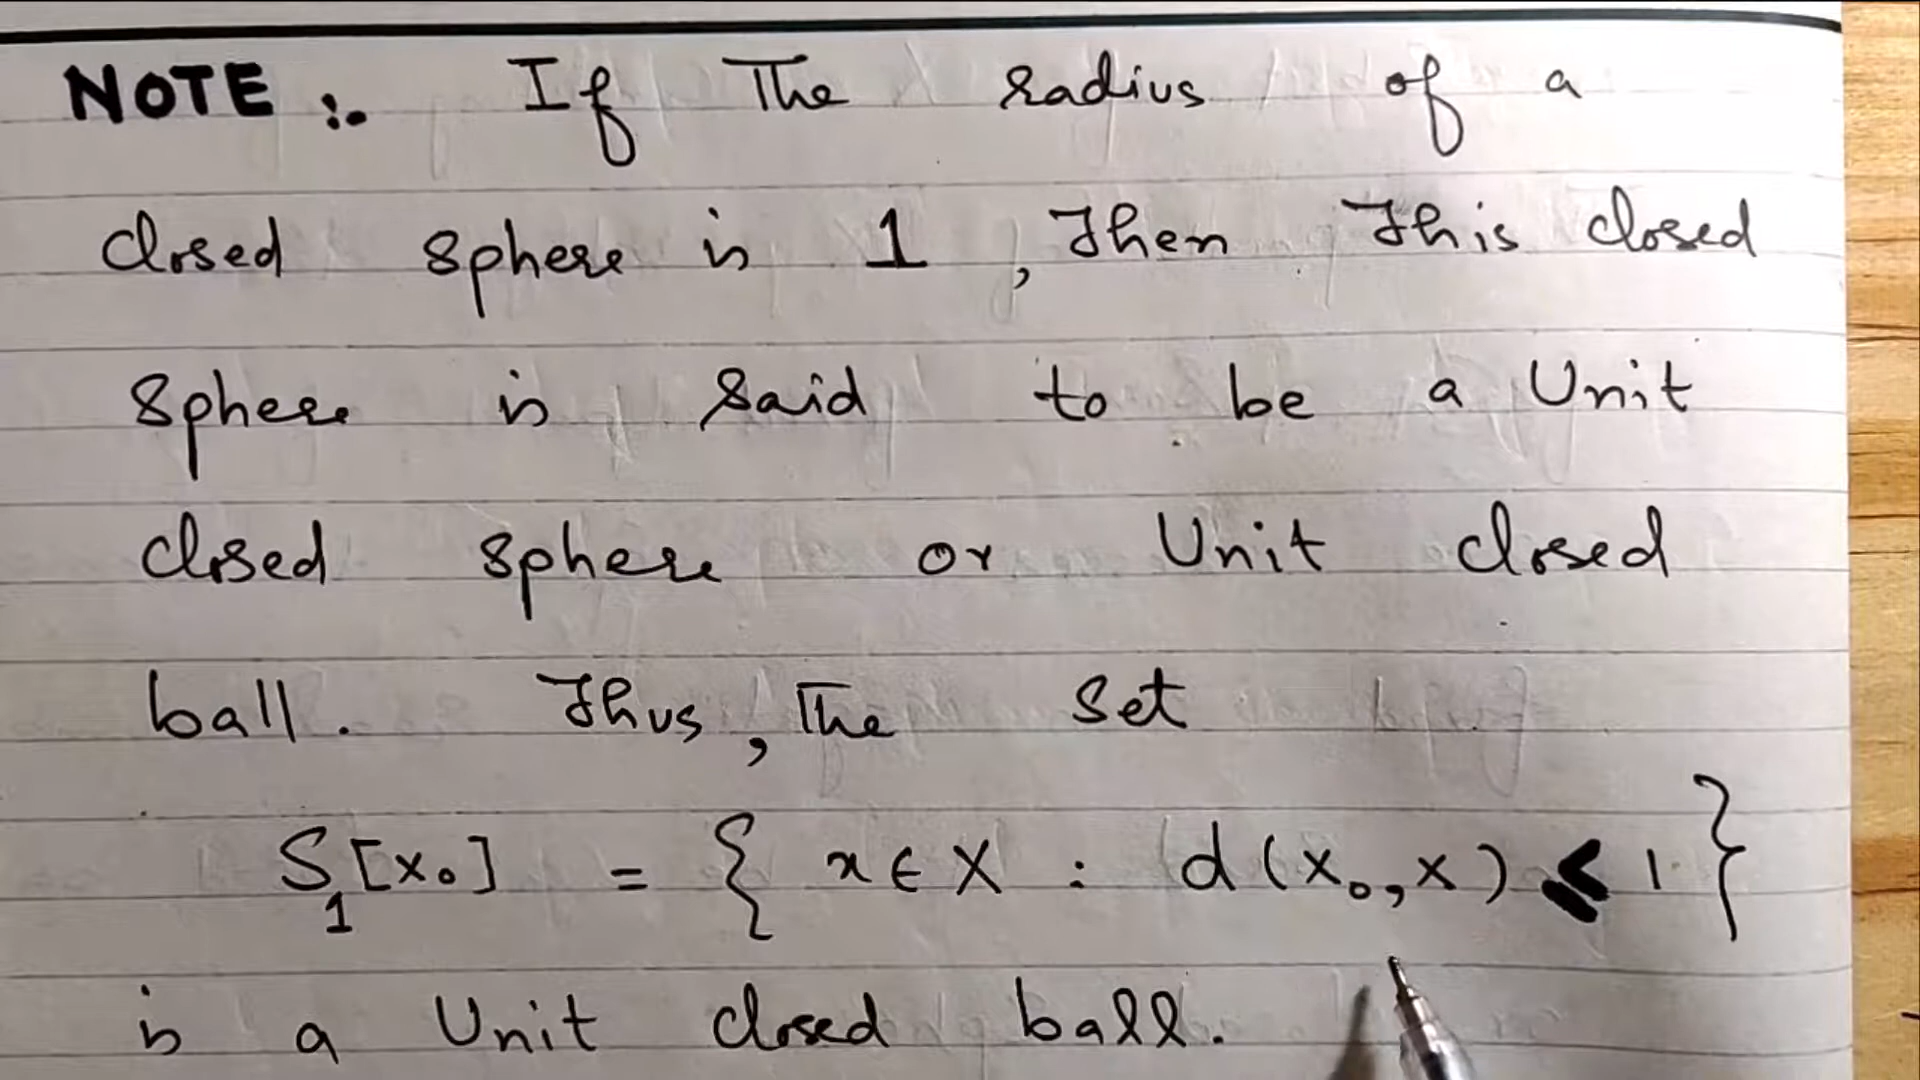 NOTE :. If The radius of a
closed sphere is 1, Then This closed
sphere is said to be a Unit
closed sphere or Unit closed
ball. Thus, The set
S₁[x₀] = { x ∈ X : d(x₀, x) ≤ 1 }
is a Unit closed ball.